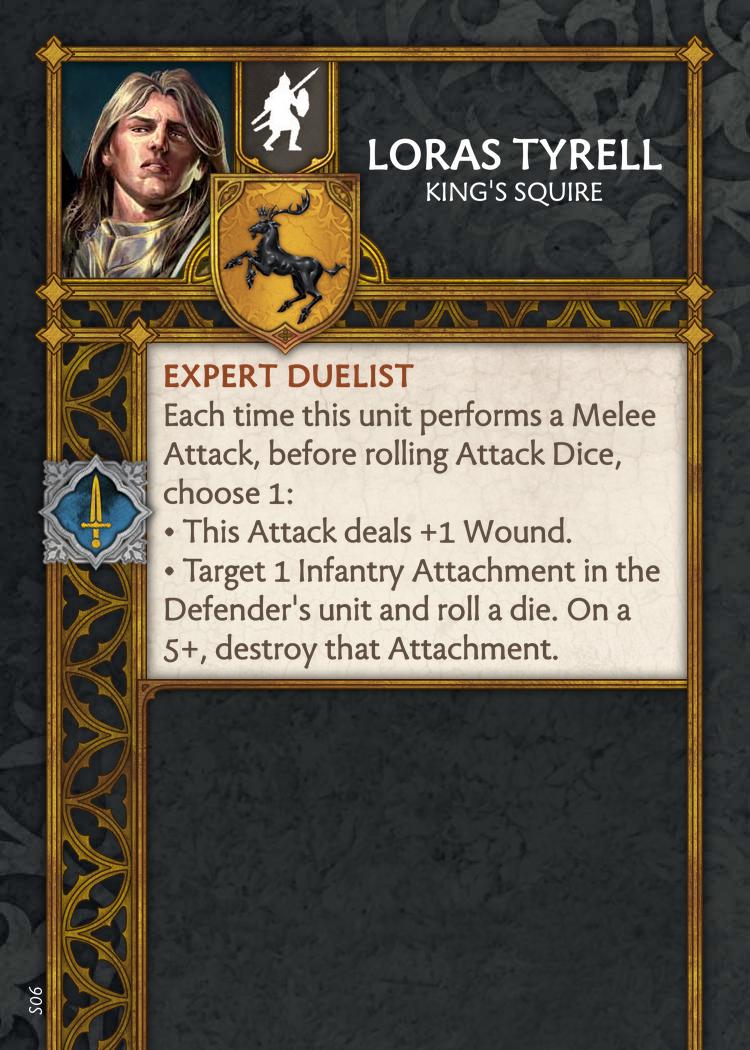 LORAS TYRELL
KING'S SQUIRE
EXPERT DUELIST
Each time this unit performs a Melee
Attack, before rolling Attack Dice,
choose 1:
• This Attack deals +1 Wound.
• Target 1 Infantry Attachment in the
Defender's unit and roll a die. On a
5+, destroy that Attachment.
S06